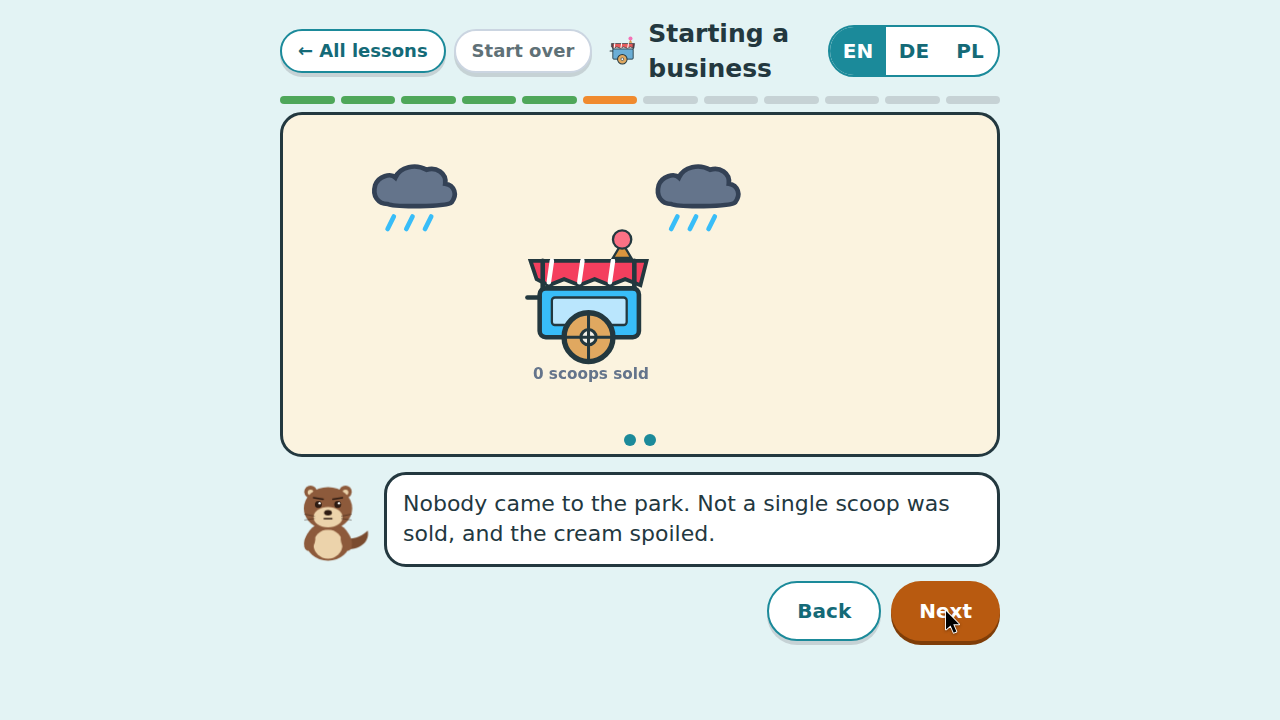 ← All lessons
Start over
Starting a
business
EN
DE
PL
0 scoops sold
Nobody came to the park. Not a single scoop was
sold, and the cream spoiled.
Back
Next